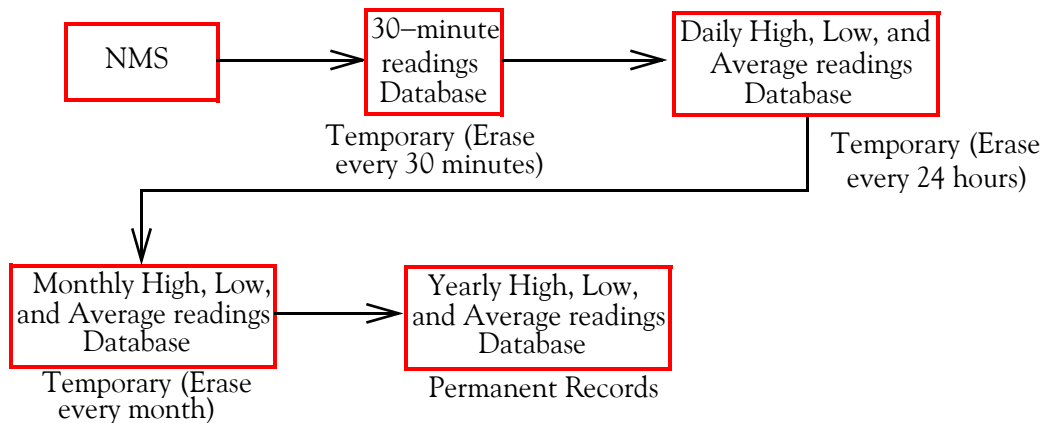 NMS
30–minute
readings
Database
Temporary (Erase
every 30 minutes)
Daily High, Low, and
Average readings
Database
Temporary (Erase
every 24 hours)
Monthly High, Low,
and Average readings
Database
Temporary (Erase
every month)
Yearly High, Low,
and Average readings
Database
Permanent Records